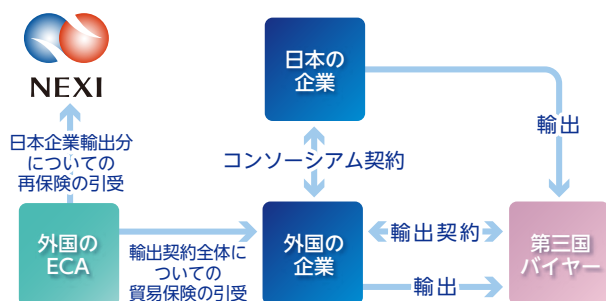 NEXI
日本の
企業
輸出
日本企業輸出分
についての
再保険の引受
コンソーシアム契約
外国の
ECA
輸出契約全体に
ついての
貿易保険の引受
外国の
企業
輸出契約
輸出
第三国
バイヤー